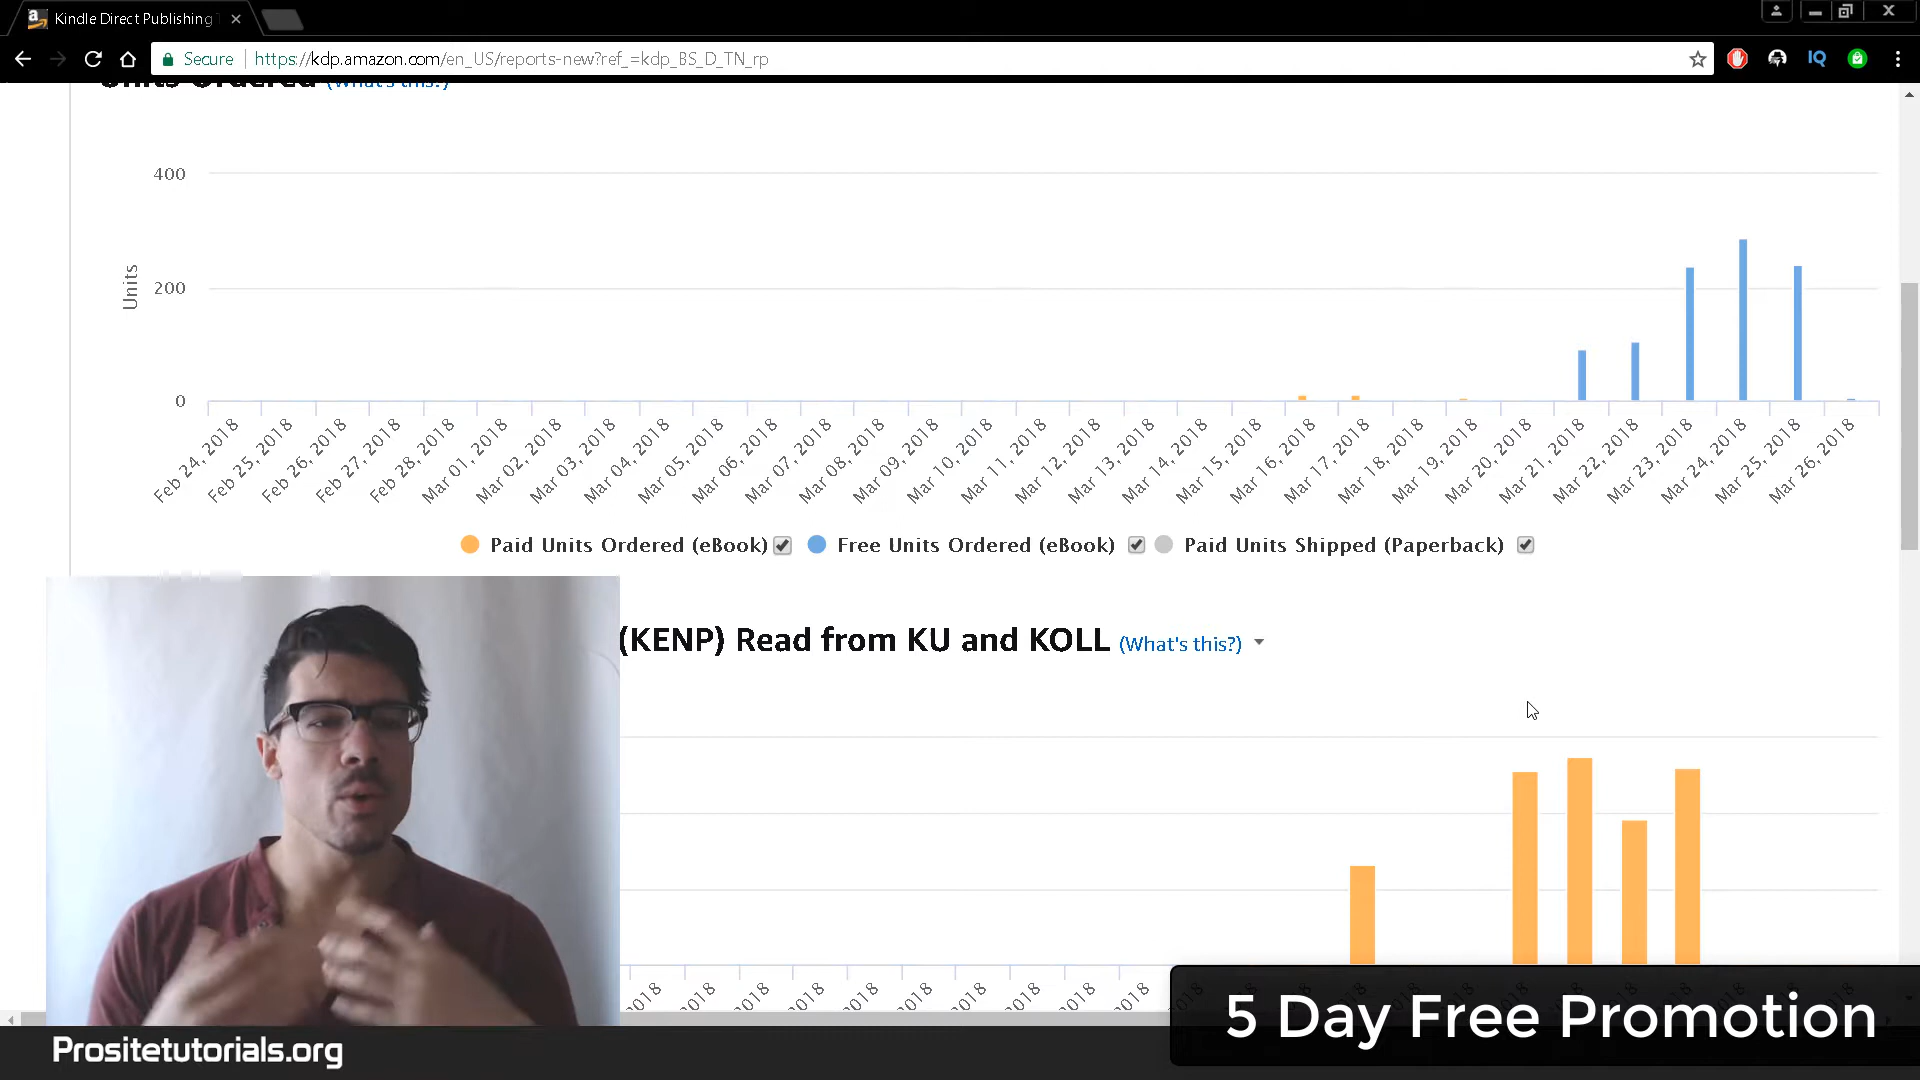 Kindle Direct Publishing
Secure
https://kdp.amazon.com/en_US/reports-new?ref_=kdp_BS_D_TN_rp
IQ
Units Ordered (What's this?)
400
Units
200
0
Feb 24, 2018
Feb 25, 2018
Feb 26, 2018
Feb 27, 2018
Feb 28, 2018
Mar 01, 2018
Mar 02, 2018
Mar 03, 2018
Mar 04, 2018
Mar 05, 2018
Mar 06, 2018
Mar 07, 2018
Mar 08, 2018
Mar 09, 2018
Mar 10, 2018
Mar 11, 2018
Mar 12, 2018
Mar 13, 2018
Mar 14, 2018
Mar 15, 2018
Mar 16, 2018
Mar 17, 2018
Mar 18, 2018
Mar 19, 2018
Mar 20, 2018
Mar 21, 2018
Mar 22, 2018
Mar 23, 2018
Mar 24, 2018
Mar 25, 2018
Mar 26, 2018
Paid Units Ordered (eBook) Free Units Ordered (eBook) Paid Units Shipped (Paperback)
(KENP) Read from KU and KOLL (What's this?)
5 Day Free Promotion
Prositetutorials.org